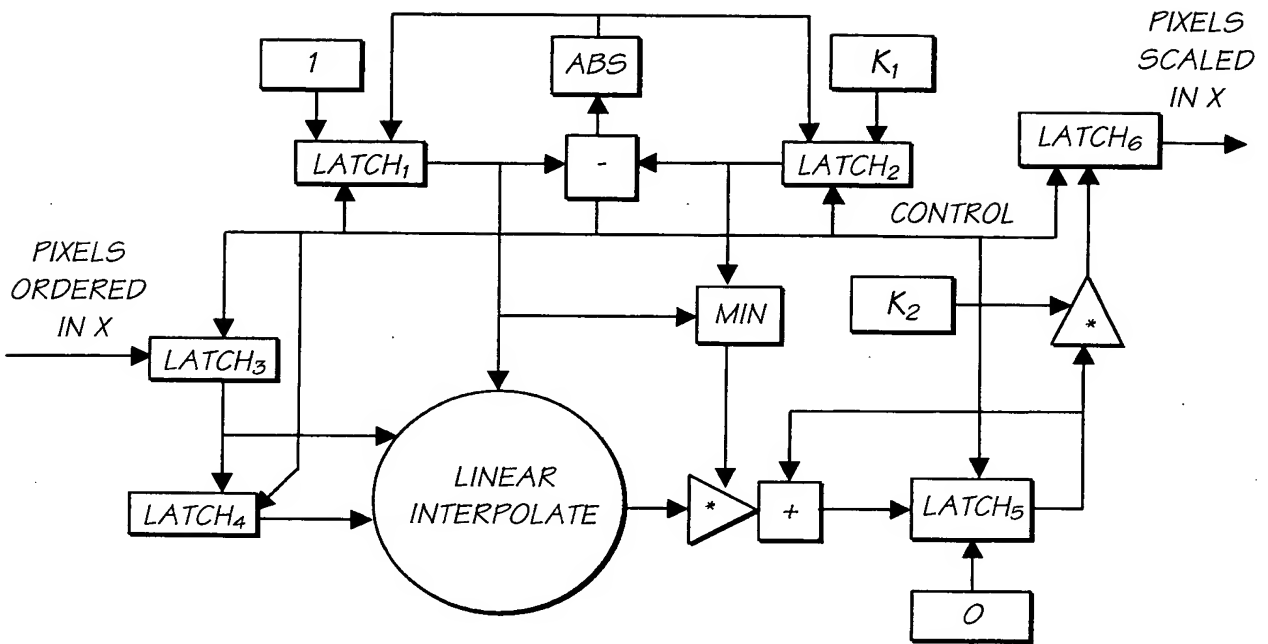 PIXELS
SCALED
IN X
1
ABS
K₁
LATCH₁
-
LATCH₂
LATCH₆
CONTROL
PIXELS
ORDERED
IN X
K₂
*
MIN
LATCH₃
LINEAR
INTERPOLATE
LATCH₄
*
+
LATCH₅
0